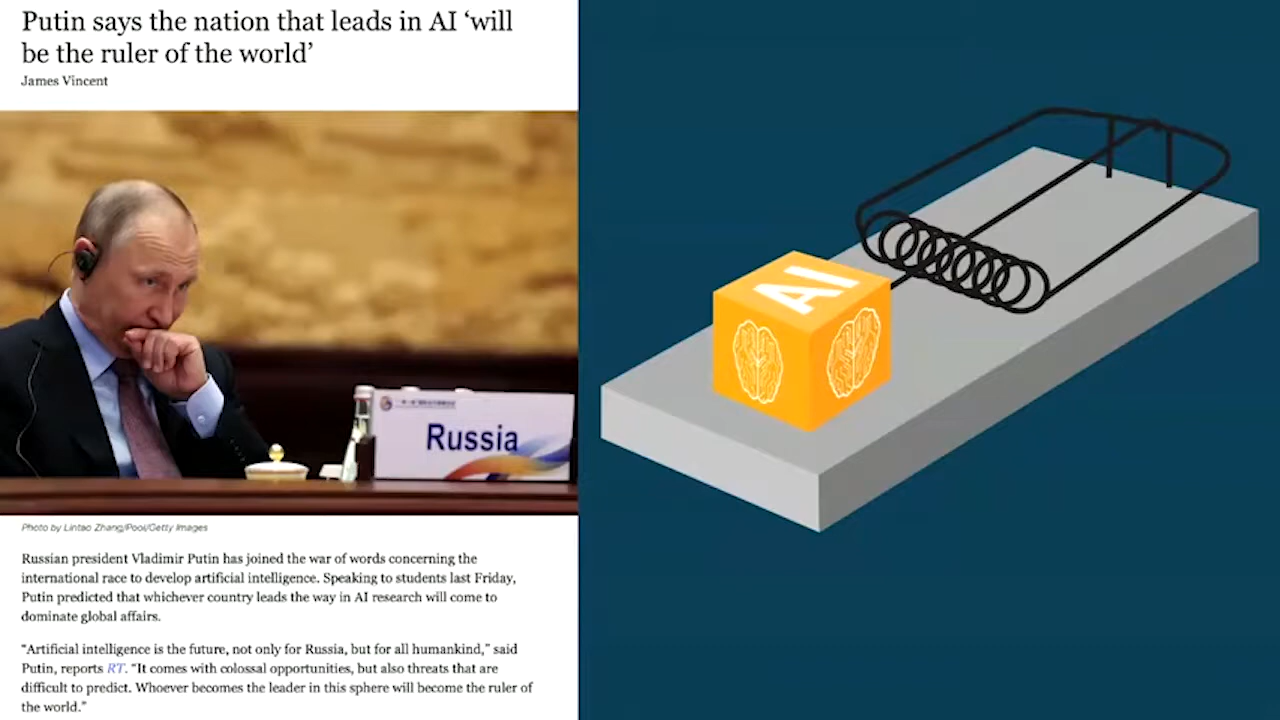 Putin says the nation that leads in AI ‘will
be the ruler of the world’
James Vincent
Russia
Photo by Lintao Zhang/Pool/Getty Images
Russian president Vladimir Putin has joined the war of words concerning the
international race to develop artificial intelligence. Speaking to students last Friday,
Putin predicted that whichever country leads the way in AI research will come to
dominate global affairs.
“Artificial intelligence is the future, not only for Russia, but for all humankind,” said
Putin, reports RT. “It comes with colossal opportunities, but also threats that are
difficult to predict. Whoever becomes the leader in this sphere will become the ruler of
the world.”
AI